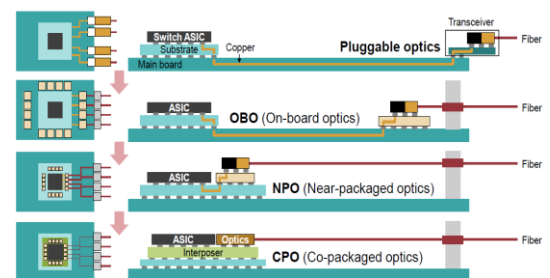 Transceiver
Switch ASIC
Substrate
Copper
Pluggable optics
Fiber
Main board
ASIC
OBO (On-board optics)
Fiber
ASIC
NPO (Near-packaged optics)
Fiber
ASIC
Optics
Fiber
Interposer
CPO (Co-packaged optics)